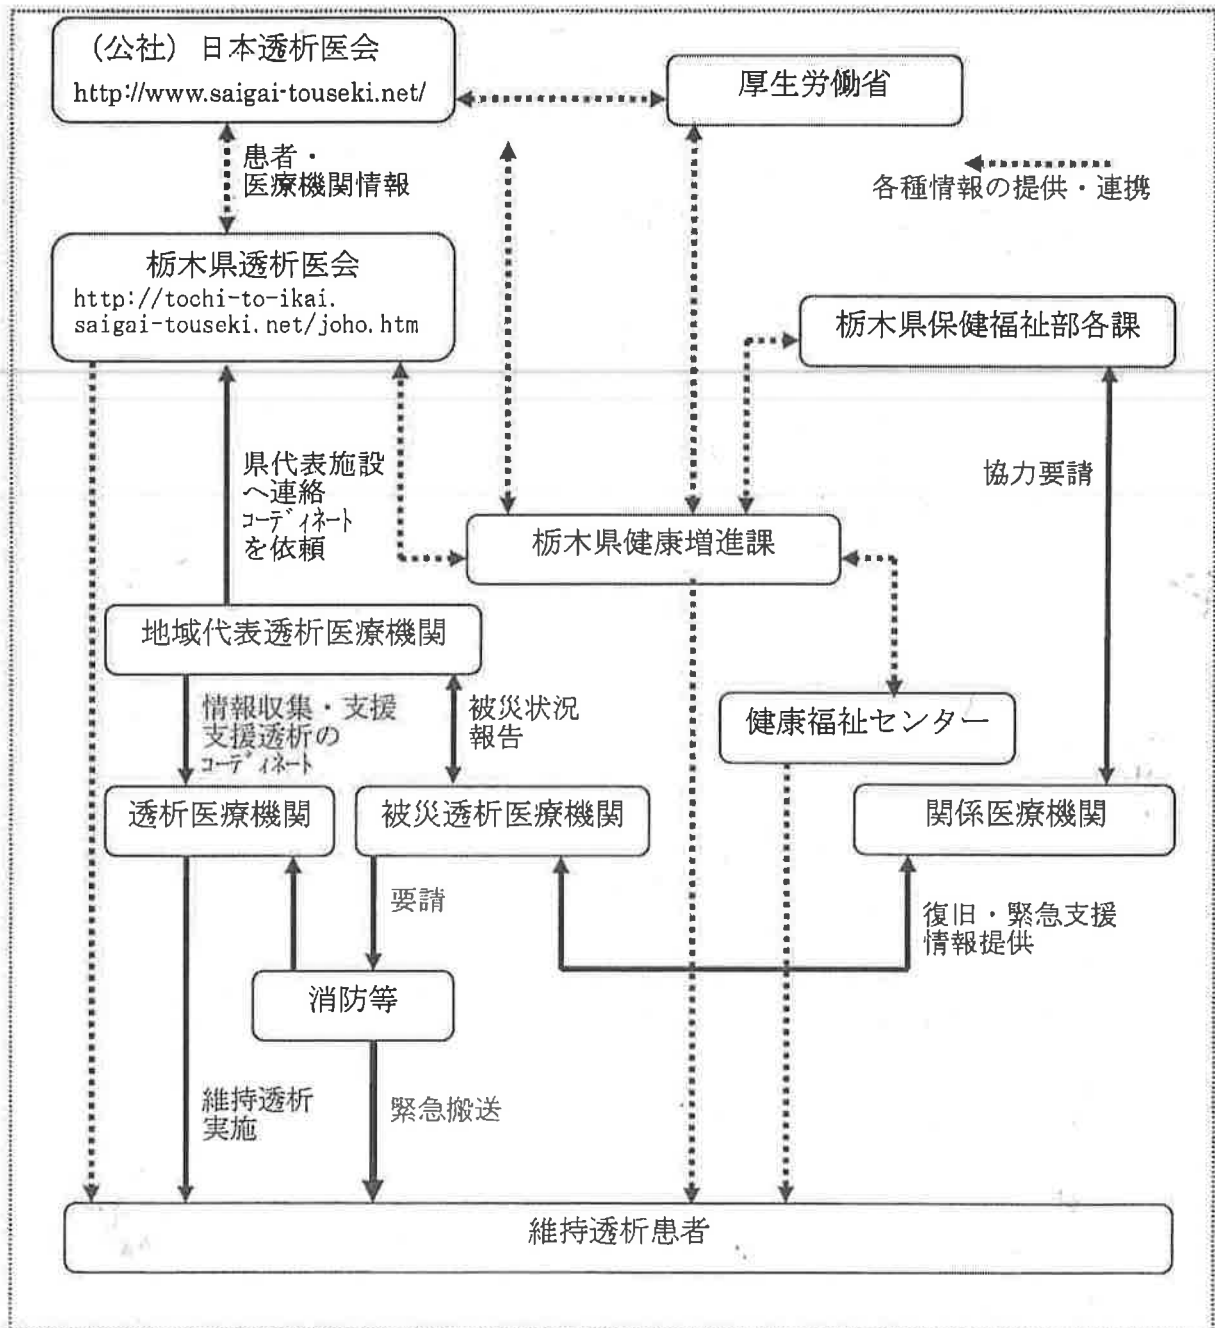 （公社）日本透析医会
http://www.saigai-touseki.net/
厚生労働省
患者・
医療機関情報
各種情報の提供・連携
栃木県透析医会
http://tochi-to-ikai.
saigai-touseki.net/joho.htm
栃木県保健福祉部各課
県代表施設
へ連絡
ｺｰﾃﾞｨﾈｰﾄ
を依頼
協力要請
栃木県健康増進課
地域代表透析医療機関
情報収集・支援
支援透析の
ｺｰﾃﾞｨﾈｰﾄ
被災状況
報告
健康福祉センター
透析医療機関
被災透析医療機関
関係医療機関
要請
復旧・緊急支援
情報提供
消防等
維持透析
実施
緊急搬送
維持透析患者